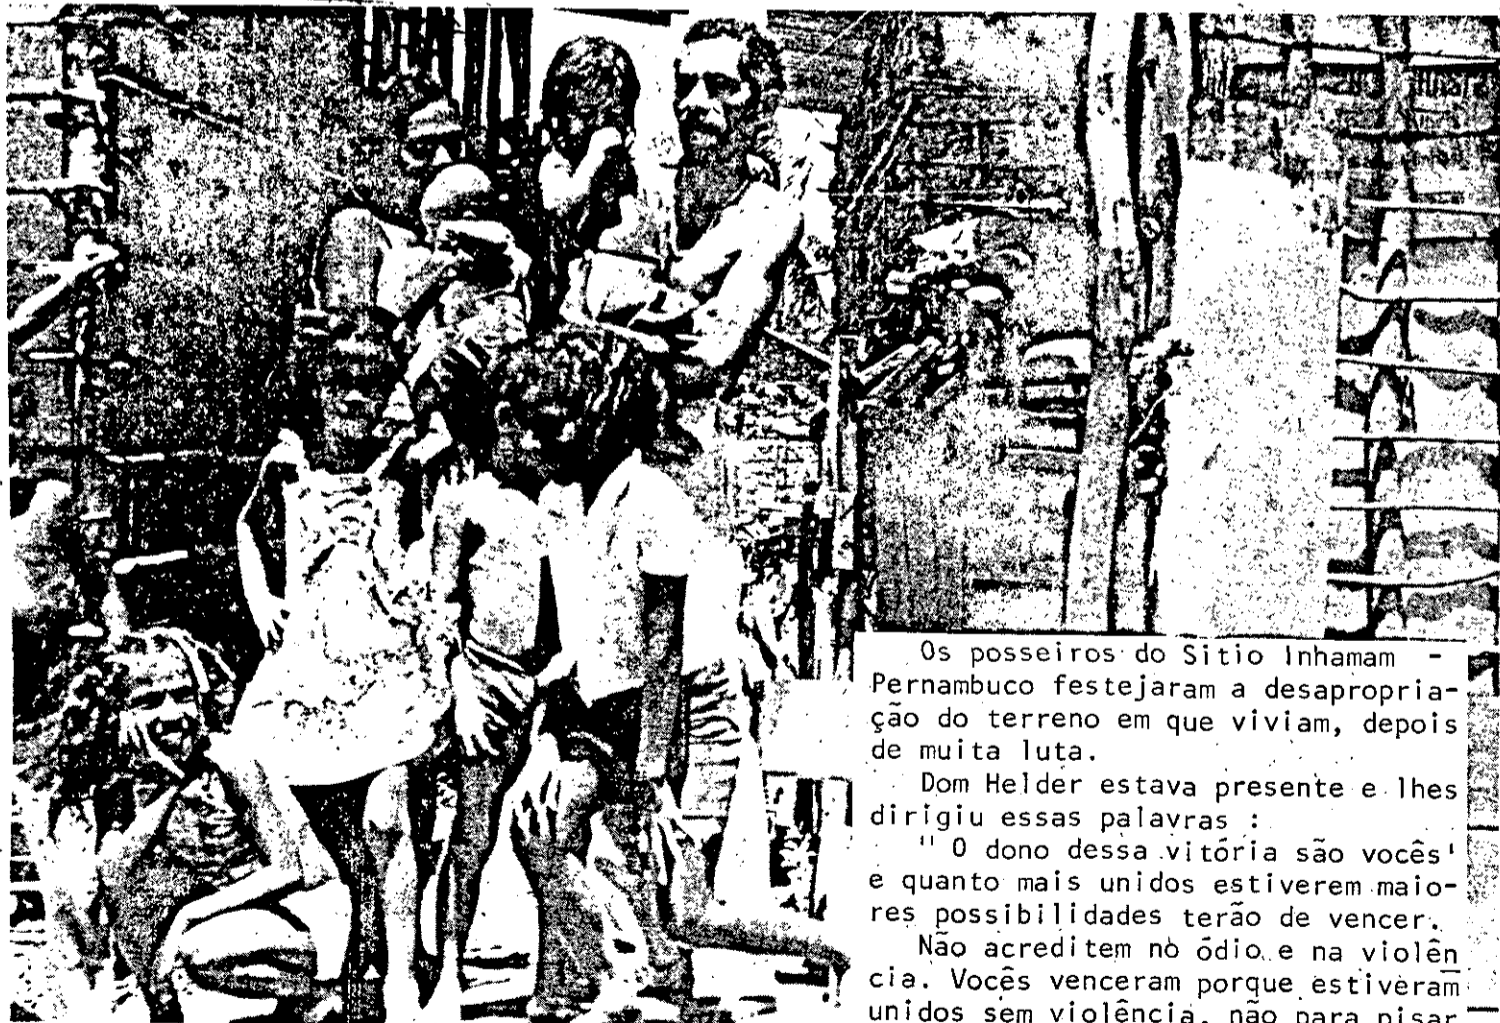 Os posseiros do Sitio Inhamam -
Pernambuco festejaram a desapropria-
ção do terreno em que viviam, depois
de muita luta.
Dom Helder estava presente e lhes
dirigiu essas palavras :
" O dono dessa vitória são vocês'
e quanto mais unidos estiverem maio-
res possibilidades terão de vencer.
Não acreditem no ódio e na violên
cia. Vocês venceram porque estiveram
unidos sem violência, não para pisar